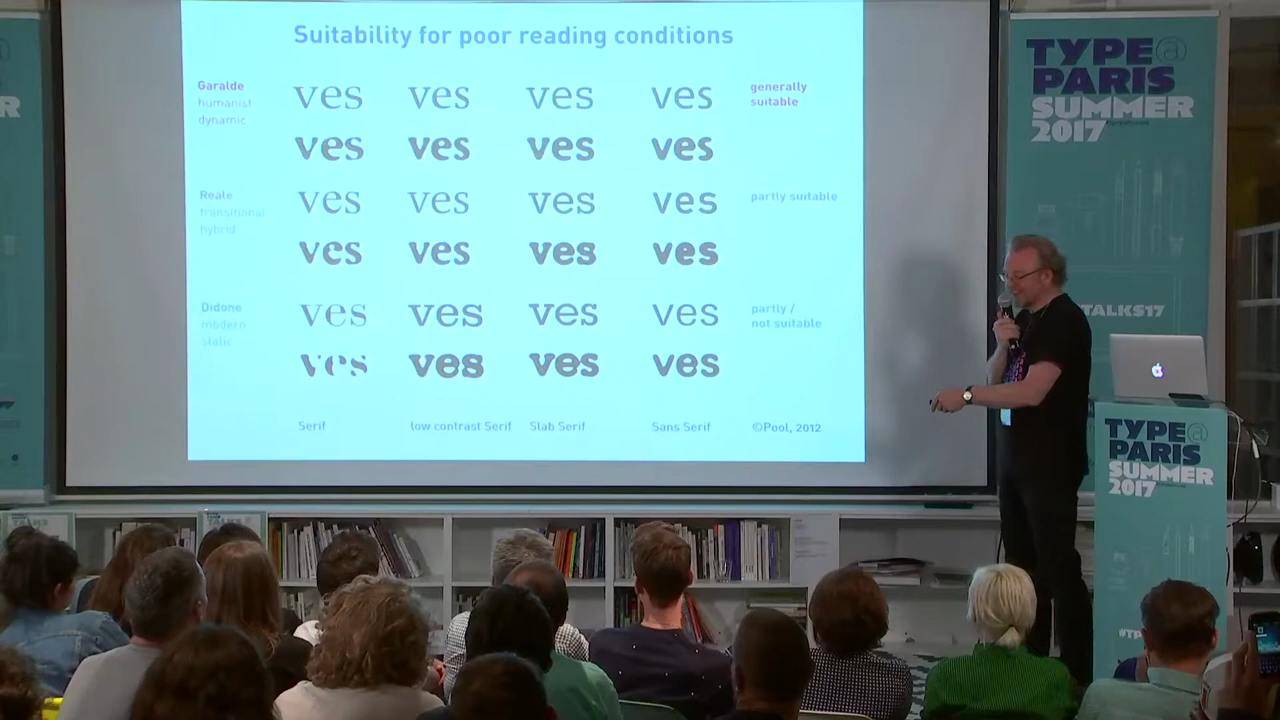 Suitability for poor reading conditions
Garalde
humanist
dynamic
ves ves ves ves
generally
suitable
ves ves ves ves
Reale
transitional
hybrid
ves ves ves ves
partly suitable
ves ves ves ves
Didone
modern
static
ves ves ves ves
partly /
not suitable
ves ves ves ves
Serif
low contrast Serif
Slab Serif
Sans Serif
©Pool, 2012
TYPE@
PARIS
SUMMER
2017
TALKS17
TYPE@
PARIS
SUMMER
2017
#TP
R